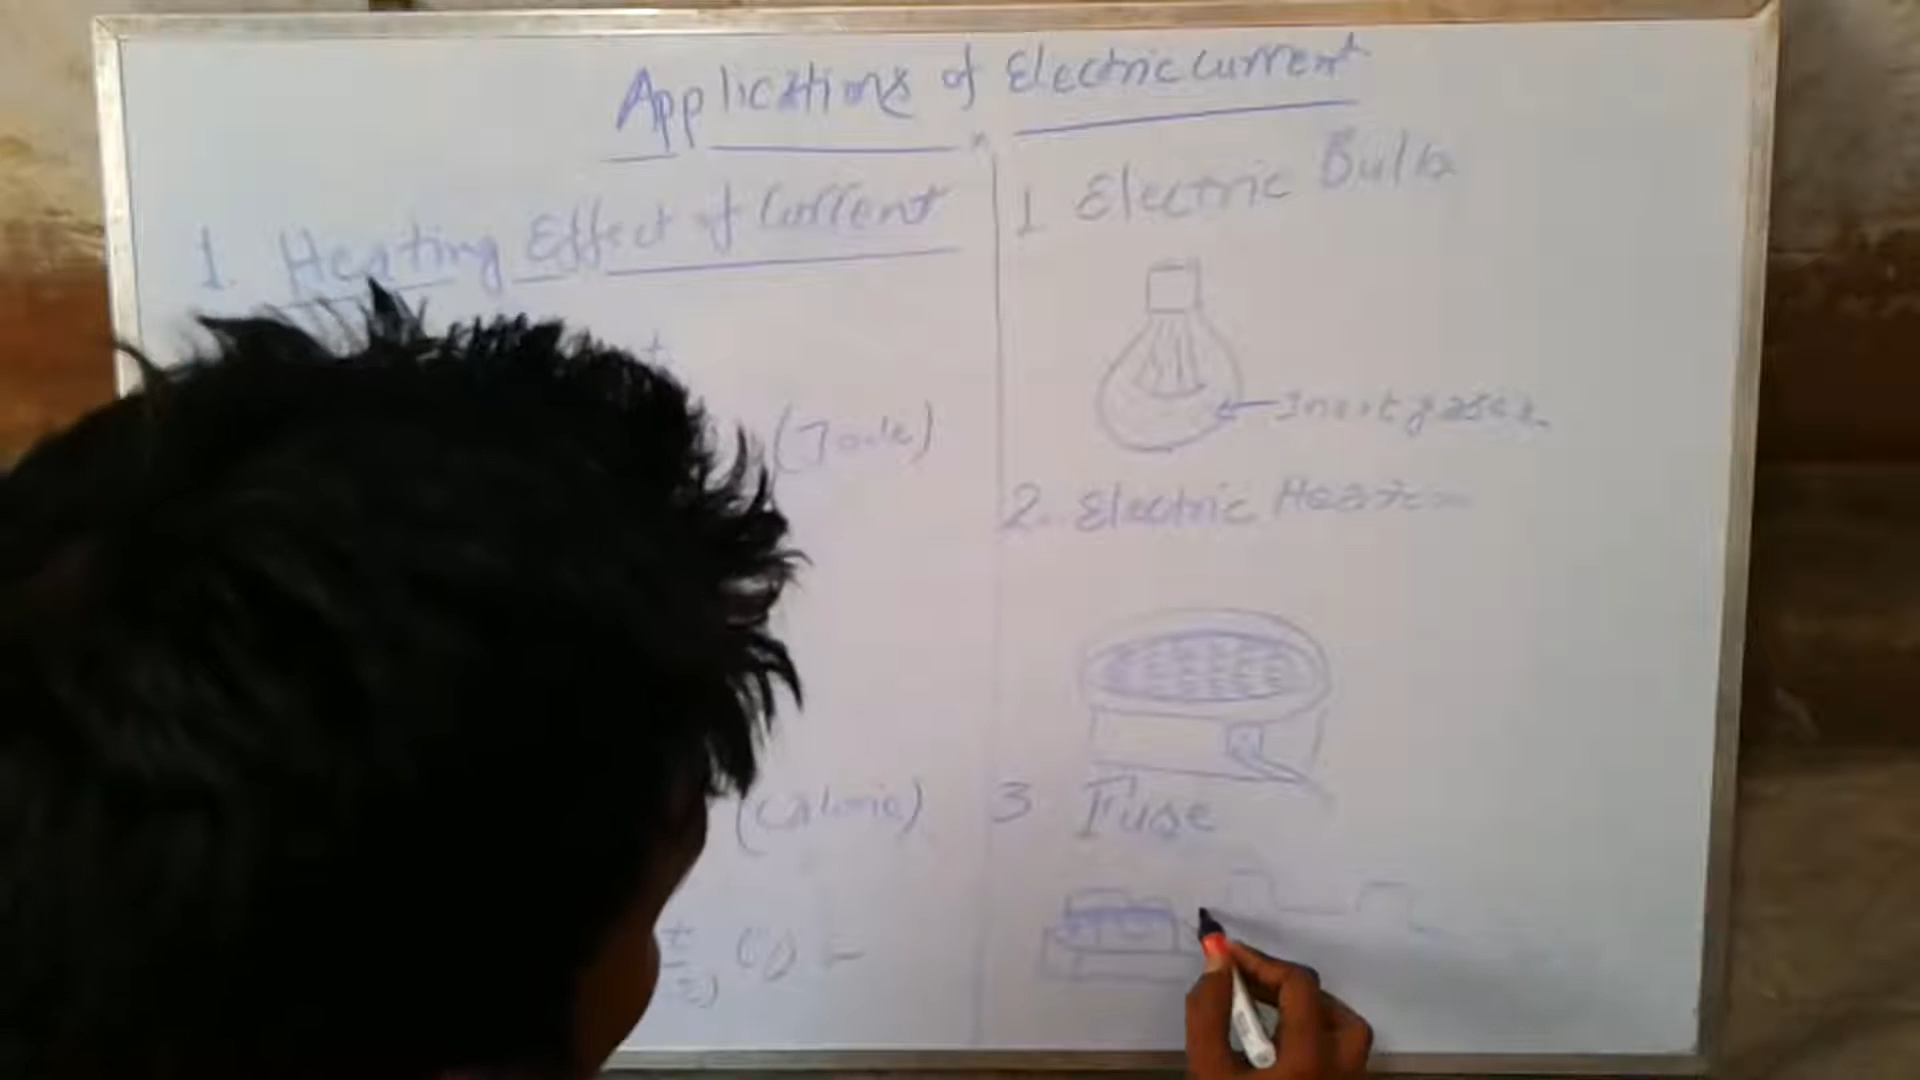 Applications of Electric Current
1. Heating Effect of Current
t
(Joule)
(Calorie)
t
1 Electric Bulb
Inert gases
2. Electric Heater
3 Fuse